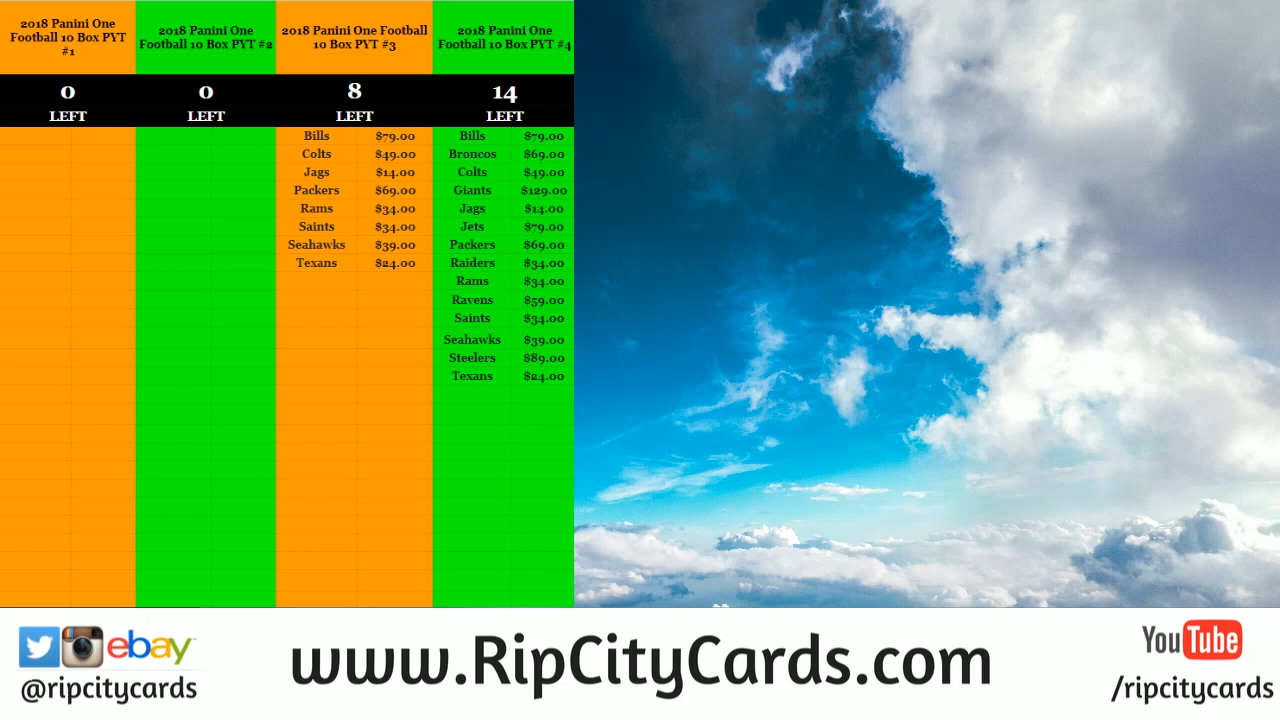 2018 Panini One
Football 10 Box PYT
#1
2018 Panini One
Football 10 Box PYT #2
2018 Panini One Football
10 Box PYT #3
2018 Panini One
Football 10 Box PYT #4
0
LEFT
0
LEFT
8
LEFT
14
LEFT
Bills $79.00
Colts $49.00
Jags $14.00
Packers $69.00
Rams $34.00
Saints $34.00
Seahawks $39.00
Texans $24.00
Bills $79.00
Broncos $69.00
Colts $49.00
Giants $129.00
Jags $14.00
Jets $79.00
Packers $69.00
Raiders $34.00
Rams $34.00
Ravens $59.00
Saints $34.00
Seahawks $39.00
Steelers $89.00
Texans $24.00
ebay
@ripcitycards
www.RipCityCards.com
YouTube
/ripcitycards